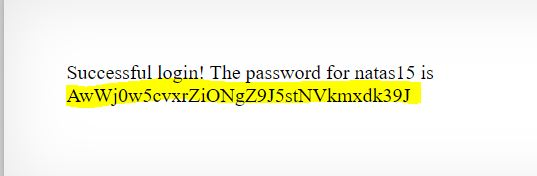 Successful login! The password for natas15 is
AwWj0w5cvxrZiONgZ9J5stNVkmxdk39J